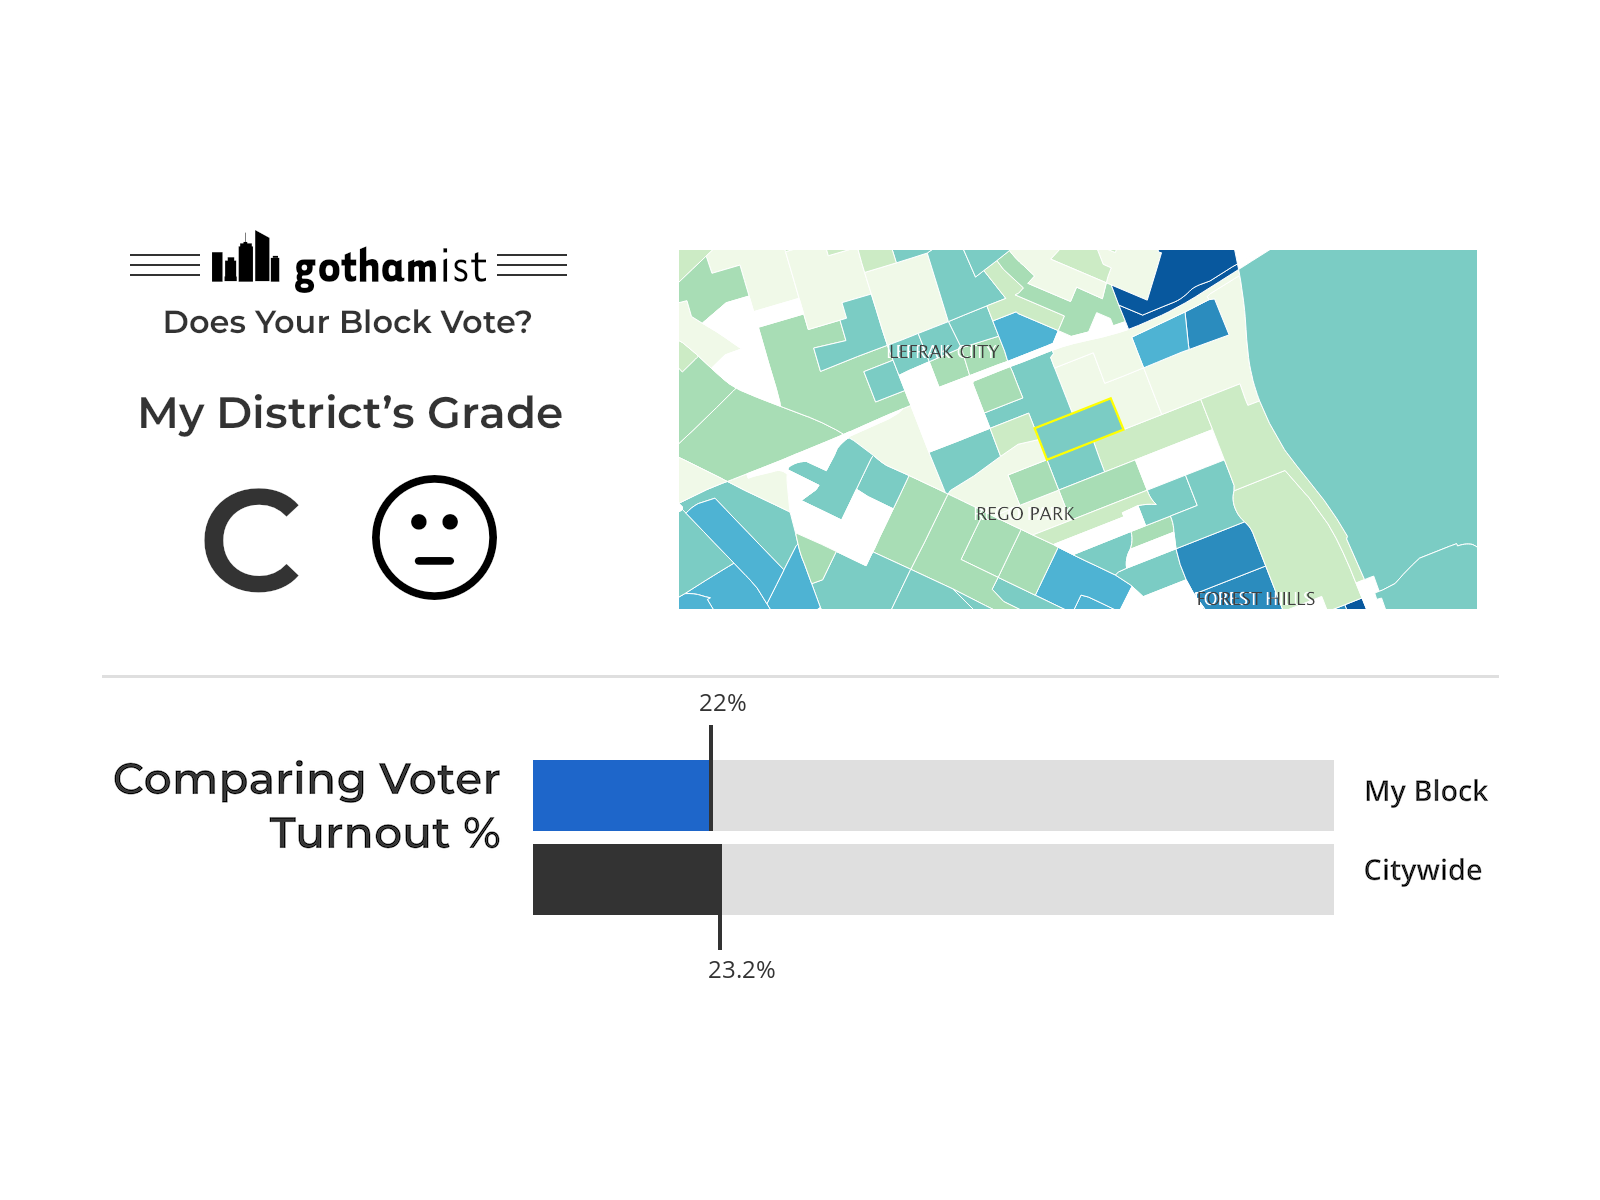 gothamist
Does Your Block Vote?
My District’s Grade
C
LEFRAK CITY
REGO PARK
FOREST HILLS
22%
Comparing Voter
Turnout %
My Block
Citywide
23.2%